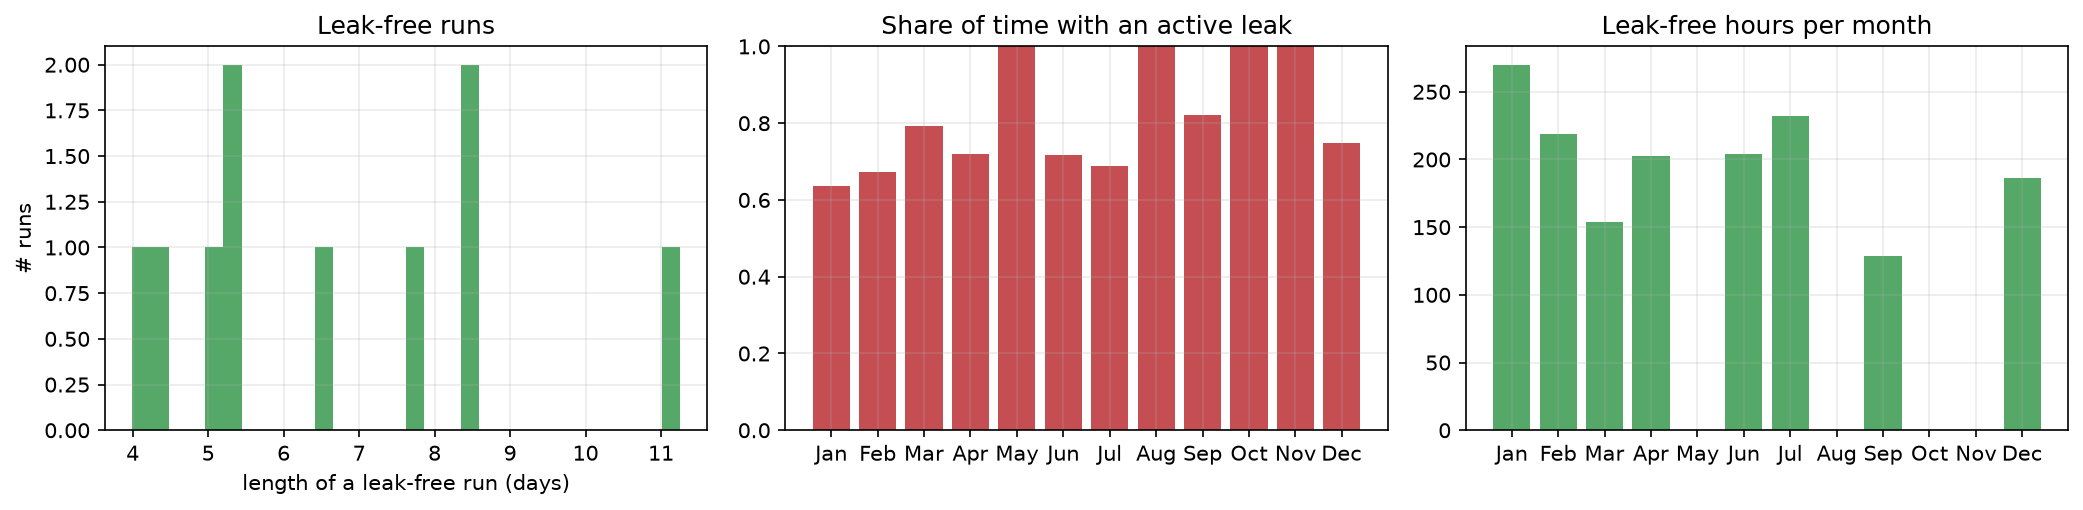 Leak-free runs
# runs
2.00
1.75
1.50
1.25
1.00
0.75
0.50
0.25
0.00
4 5 6 7 8 9 10 11
length of a leak-free run (days)
Share of time with an active leak
1.0
0.8
0.6
0.4
0.2
0.0
Jan Feb Mar Apr May Jun Jul Aug Sep Oct Nov Dec
Leak-free hours per month
250
200
150
100
50
0
Jan Feb Mar Apr May Jun Jul Aug Sep Oct Nov Dec